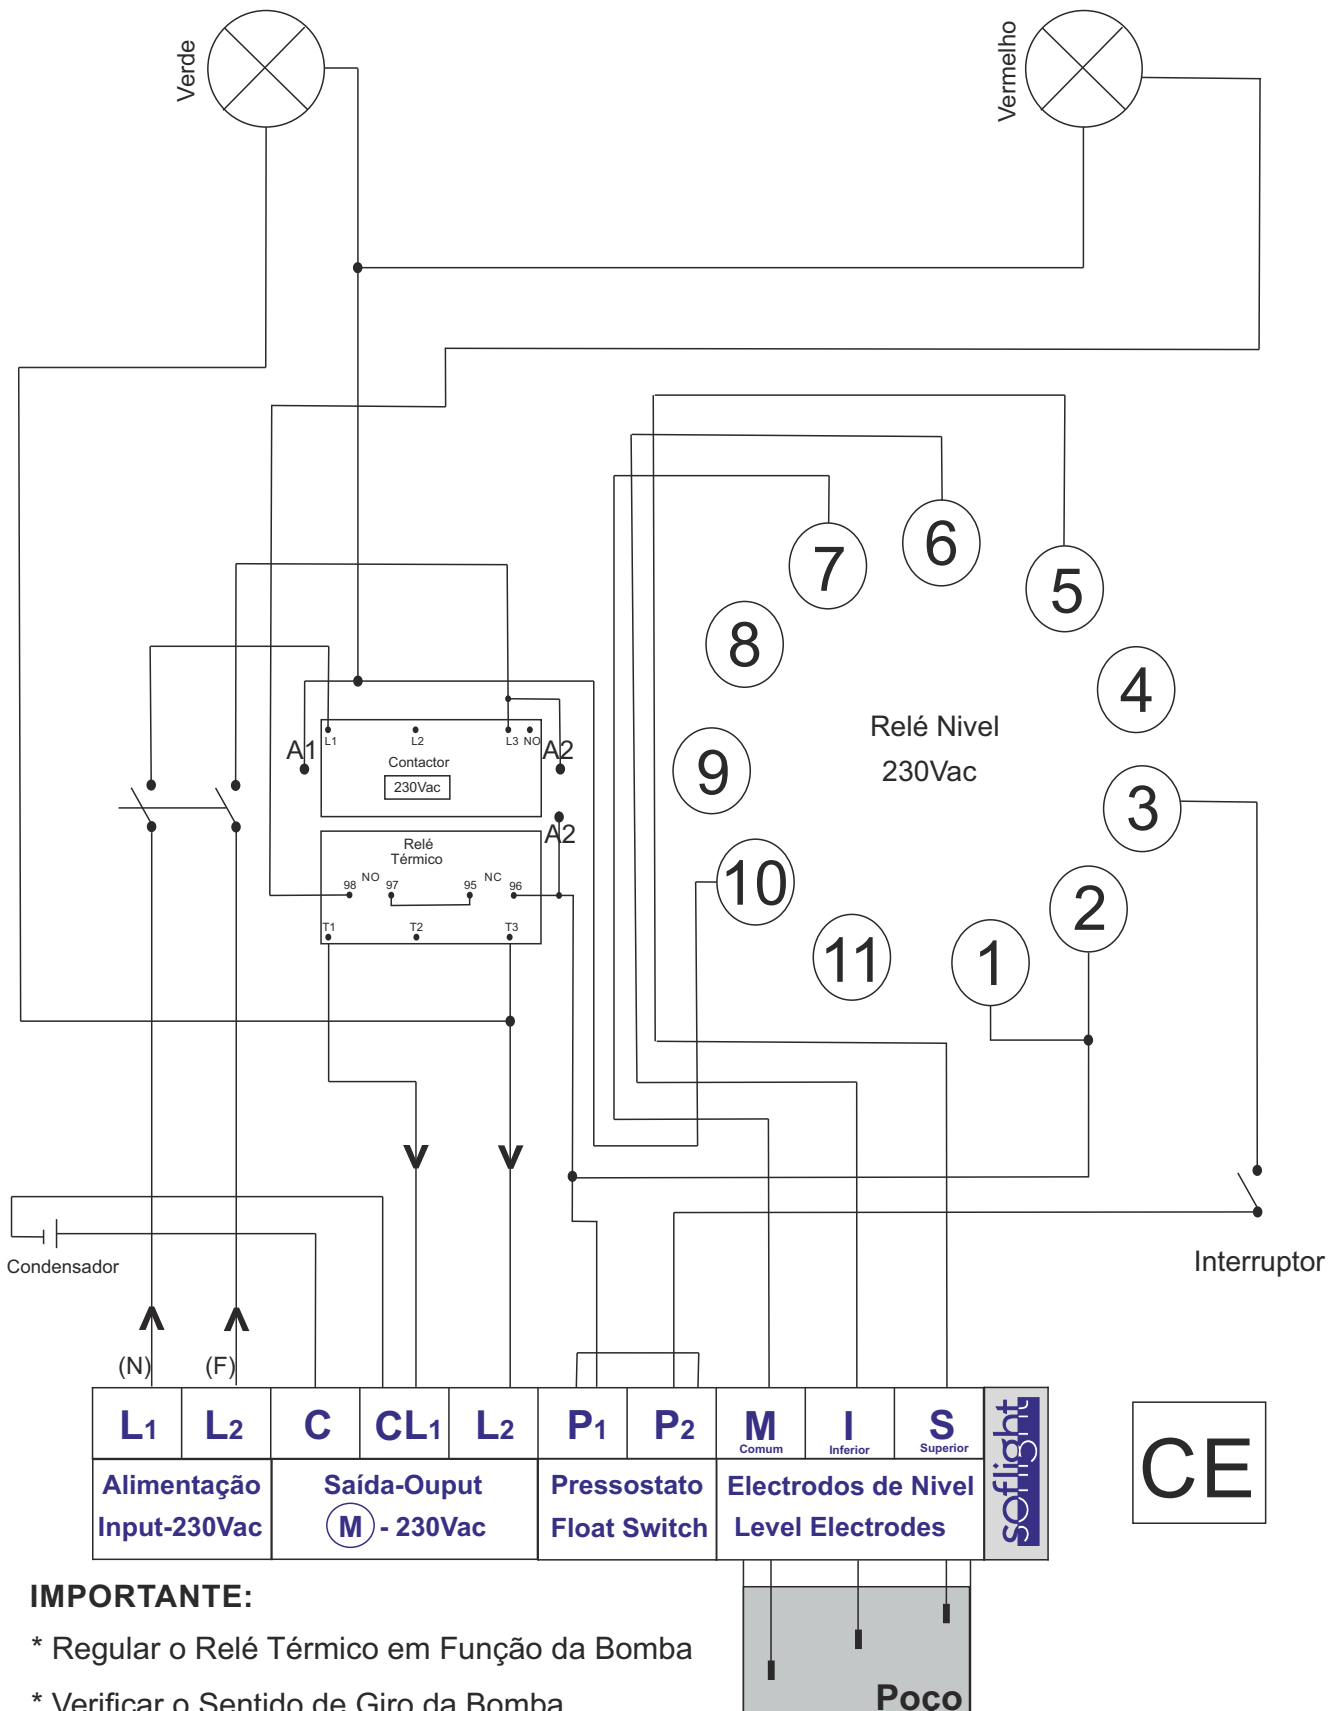 Verde
Vermelho
7
6
5
8
4
Relé Nivel
230Vac
9
3
10
2
11
1
L1
L2
L3
NO
A1
A2
Contactor
230Vac
A2
Relé
Térmico
98
NO
97
95
NC
96
T1
T2
T3
Condensador
Interruptor
(N)
(F)
L1
L2
C
CL1
L2
P1
P2
M
Comum
I
Inferior
S
Superior
soflight
CE
Alimentação
Input-230Vac
Saída-Ouput
M - 230Vac
Pressostato
Float Switch
Electrodos de Nivel
Level Electrodes
IMPORTANTE:
* Regular o Relé Térmico em Função da Bomba
* Verificar o Sentido de Giro da Bomba
Poço